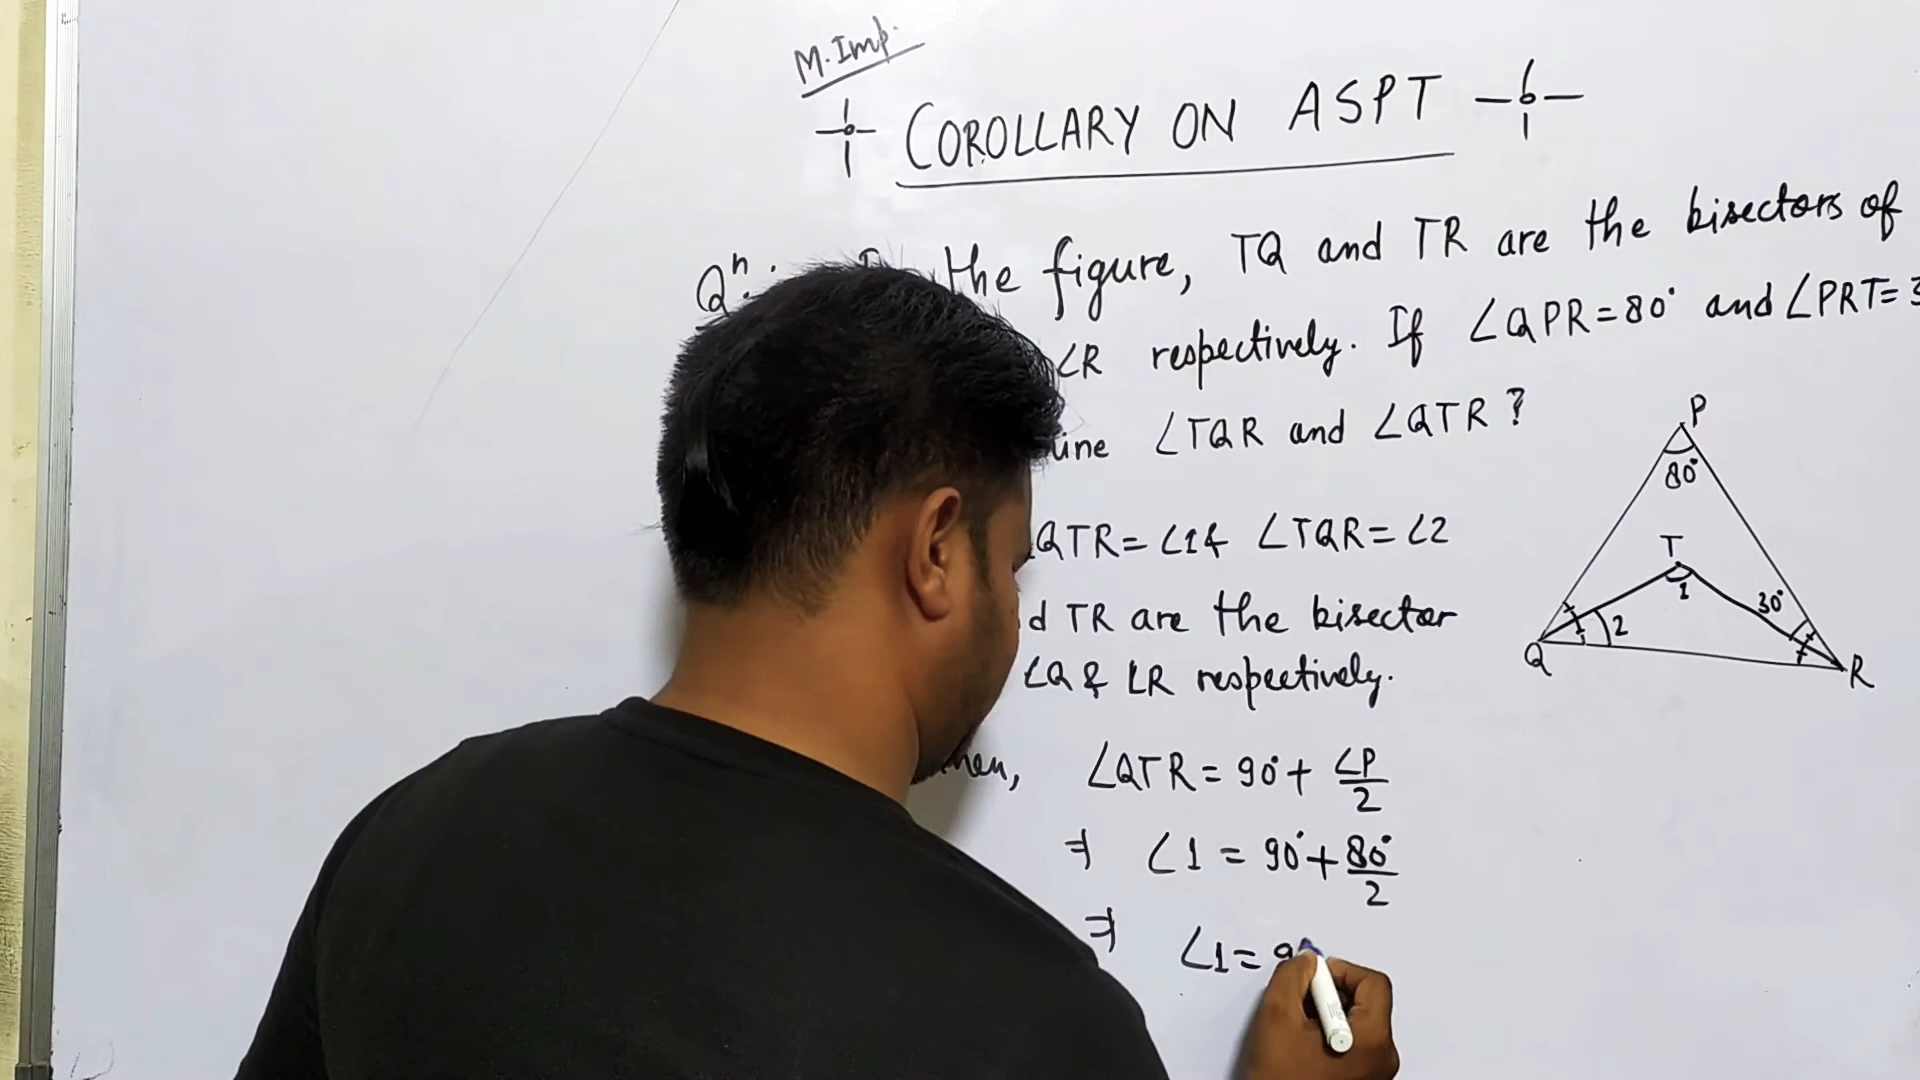 M. Imp.
COROLLARY ON ASPT
Qn: the figure, TQ and TR are the bisectors of
∠R respectively. If ∠QPR = 80° and ∠PRT = 3
∠TQR and ∠QTR ?
QTR = ∠1 & ∠TQR = ∠2
TR are the bisector
∠Q & ∠R respectively.
∠QTR = 90° + ∠P/2
⇒ ∠1 = 90° + 80°/2
⇒ ∠1 = 9
P
80°
T
1
30°
2
Q
R